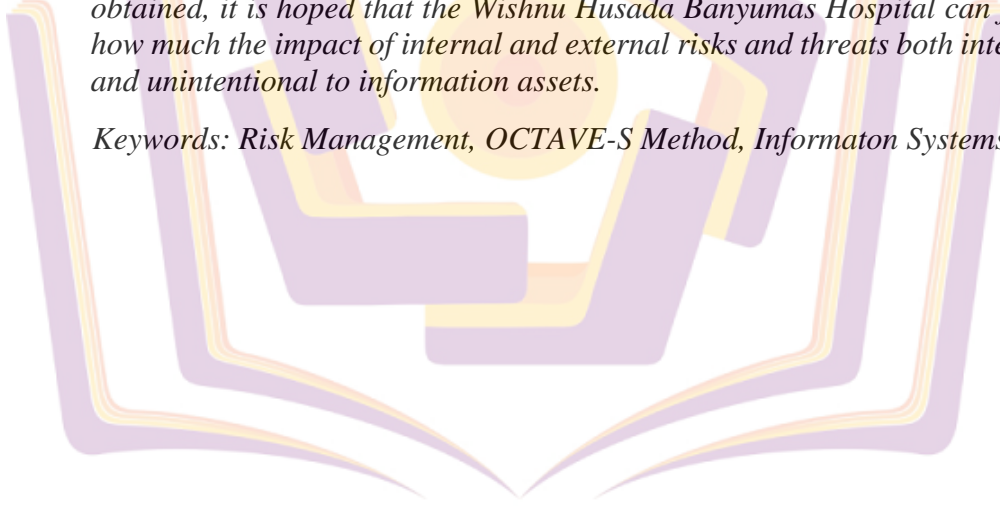 obtained, it is hoped that the Wishnu Husada Banyumas Hospital can
how much the impact of internal and external risks and threats both
and unintentional to information assets.
Keywords: Risk Management, OCTAVE-S Method, Informaton Systems